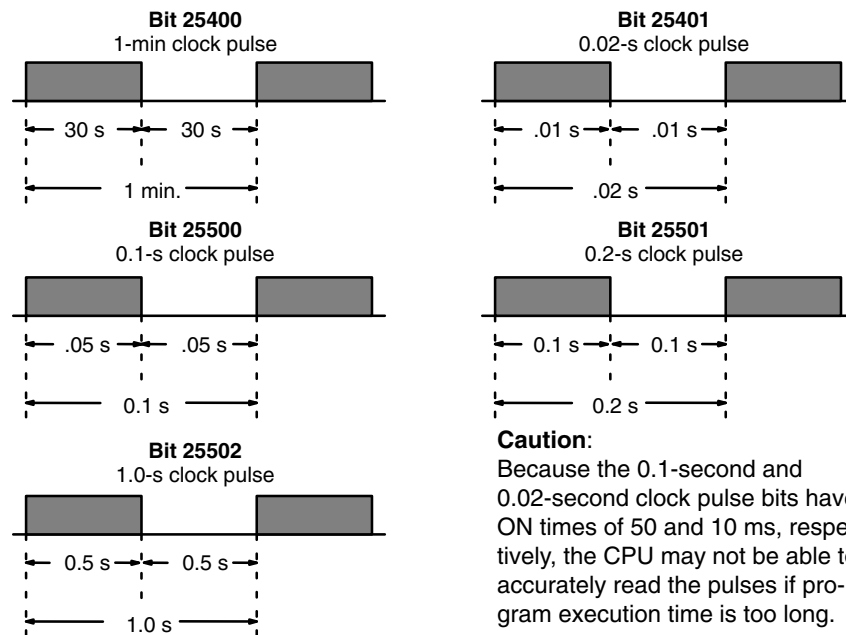 Bit 25400
1-min clock pulse
30 s 30 s
1 min.
Bit 25401
0.02-s clock pulse
.01 s .01 s
.02 s
Bit 25500
0.1-s clock pulse
.05 s .05 s
0.1 s
Bit 25501
0.2-s clock pulse
0.1 s 0.1 s
0.2 s
Bit 25502
1.0-s clock pulse
0.5 s 0.5 s
1.0 s
Caution:
Because the 0.1-second and
0.02-second clock pulse bits have
ON times of 50 and 10 ms, respe
tively, the CPU may not be able t
accurately read the pulses if pro-
gram execution time is too long.